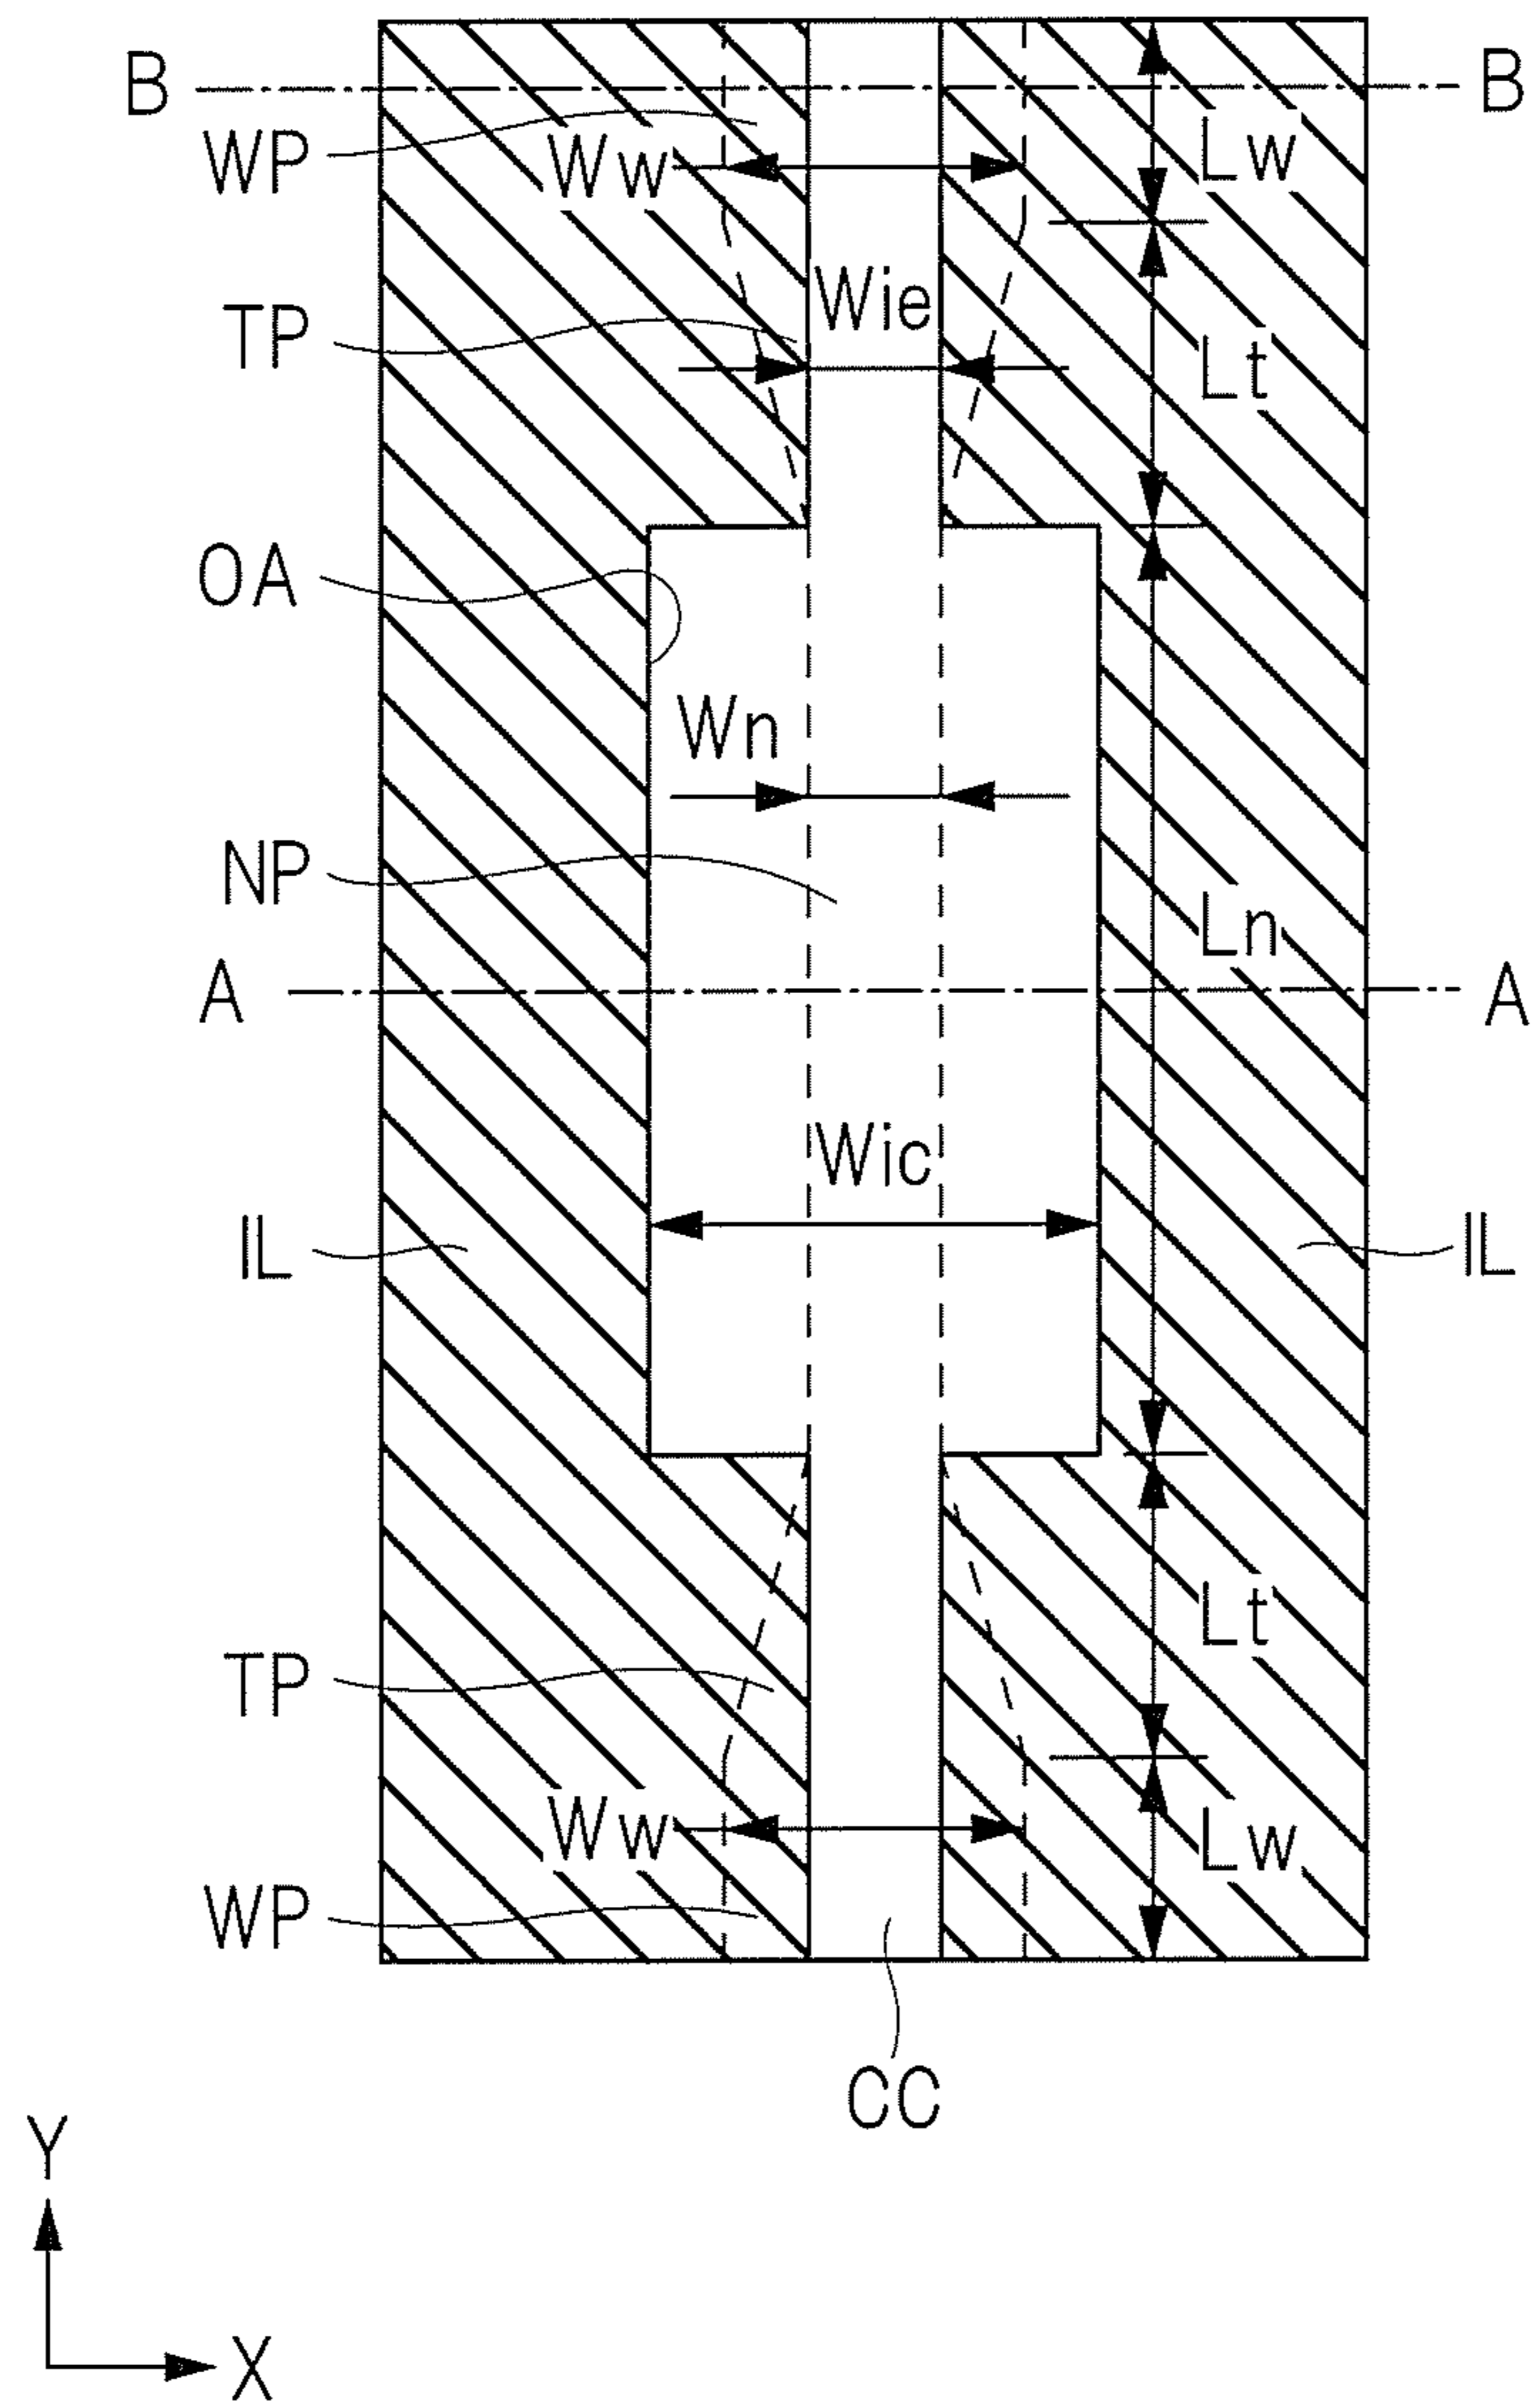 B B
WP Ww Lw
TP Wie Lt
OA
Wn
NP Ln
A A
Wic
IL IL
TP Lt
Ww Lw
WP
CC
Y
X